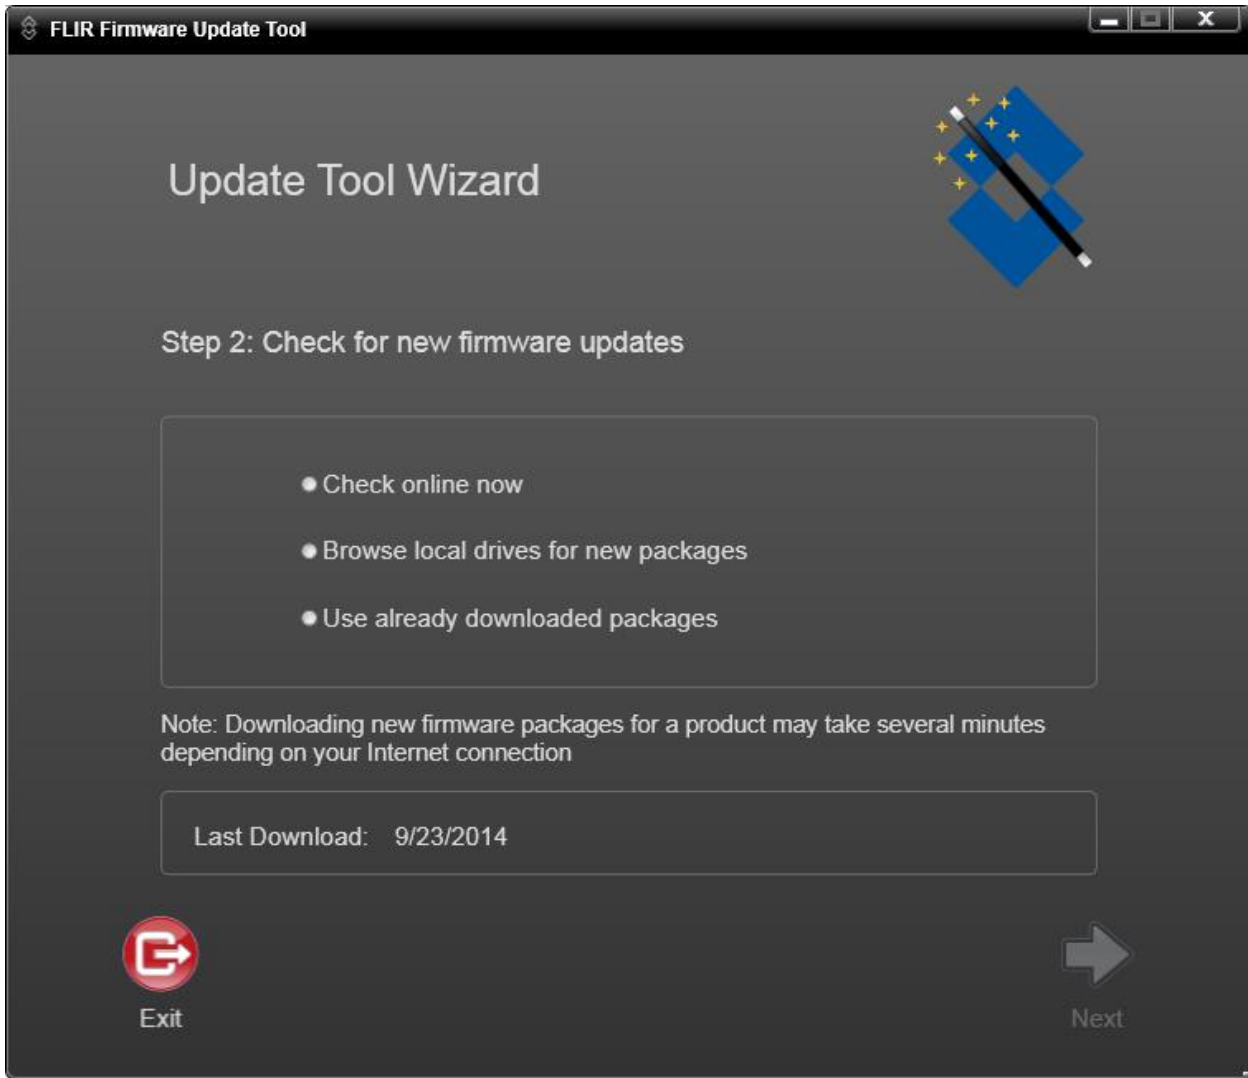 FLIR Firmware Update Tool
Update Tool Wizard
Step 2: Check for new firmware updates
Check online now
Browse local drives for new packages
Use already downloaded packages
Note: Downloading new firmware packages for a product may take several minutes
depending on your Internet connection
Last Download: 9/23/2014
Exit
Next